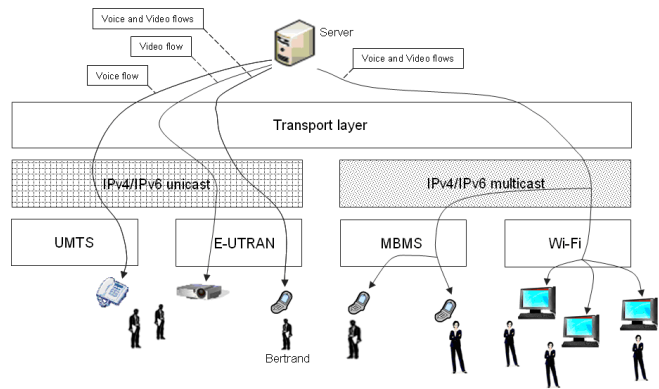 Voice and Video flows
Server
Video flow
Voice and Video flows
Voice flow
Transport layer
IPv4/IPv6 unicast
IPv4/IPv6 multicast
UMTS
E-UTRAN
MBMS
Wi-Fi
Bertrand